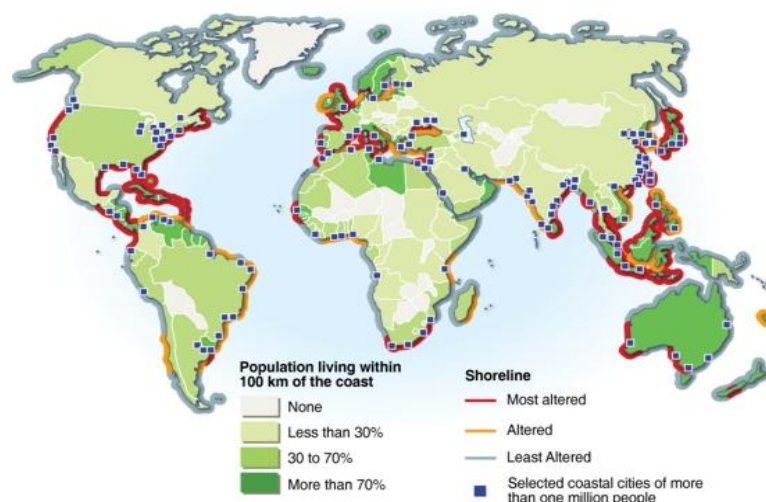 Population living within
100 km of the coast
None
Less than 30%
30 to 70%
More than 70%
Shoreline
Most altered
Altered
Least Altered
Selected coastal cities of more
than one million people